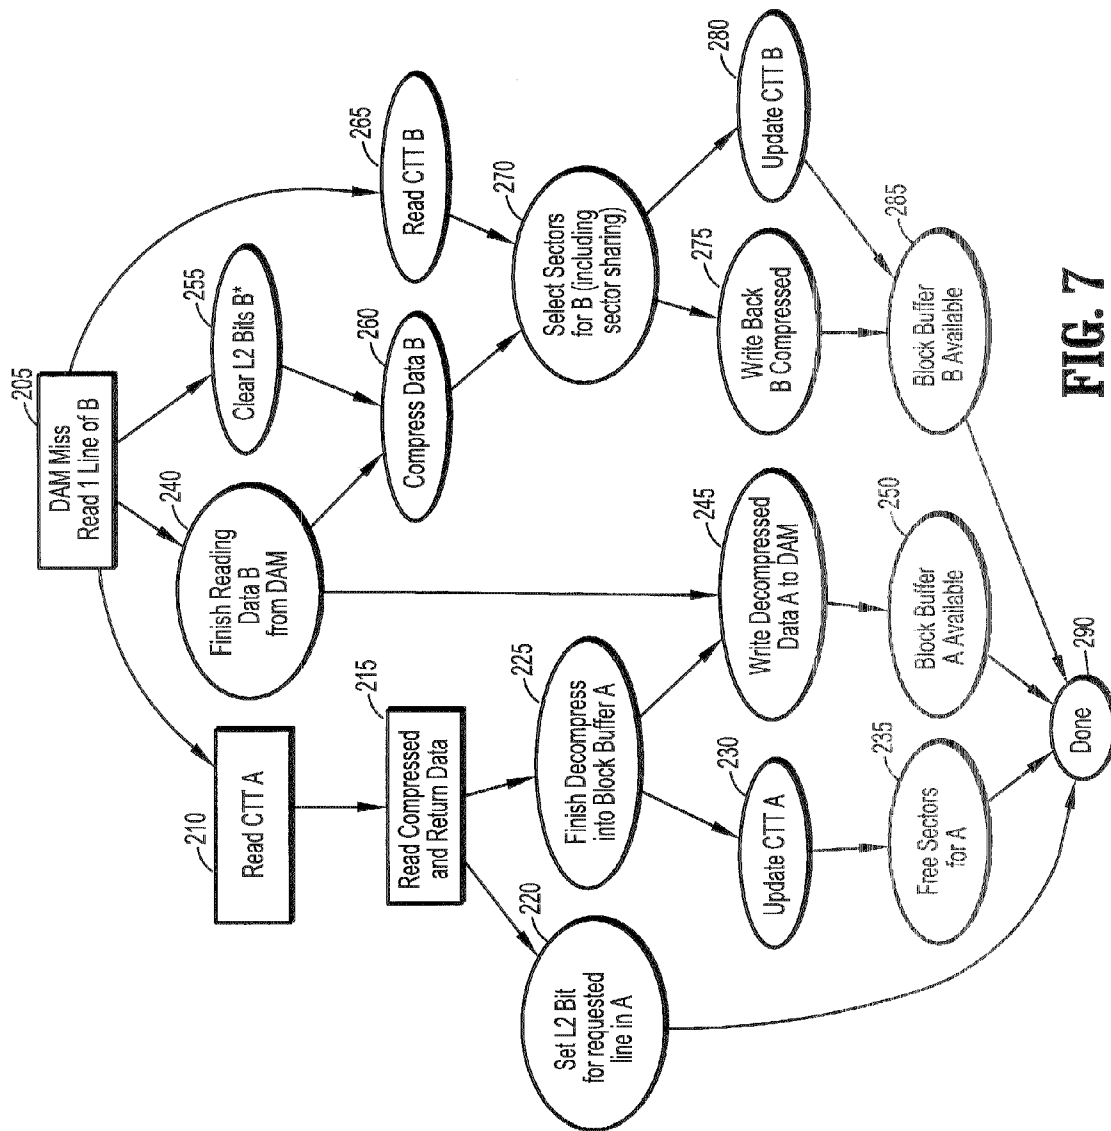 205
DAM Miss
Read 1 Line of B
210
Read CTT A
240
Finish Reading
Data B
from DAM
255
Clear L2 Bits B*
265
Read CTT B
215
Read Compressed
and Return Data
260
Compress Data B
220
Set L2 Bit
for requested
line in A
225
Finish Decompress
into Block Buffer A
270
Select Sectors
for B (including
sector sharing)
230
Update CTT A
245
Write Decompressed
Data A to DAM
275
Write Back
B Compressed
280
Update CTT B
235
Free Sectors
for A
250
Block Buffer
A Available
285
Block Buffer
B Available
290
Done
FIG. 7